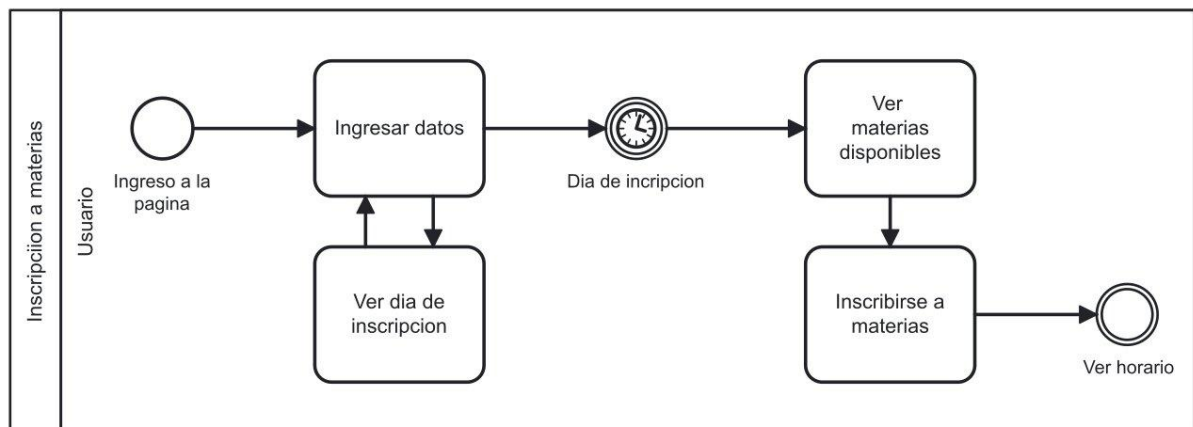 Inscripciion a materias
Usuario
Ingreso a la
pagina
Ingresar datos
Ver dia de
inscripcion
Dia de incripcion
Ver
materias
disponibles
Inscribirse a
materias
Ver horario